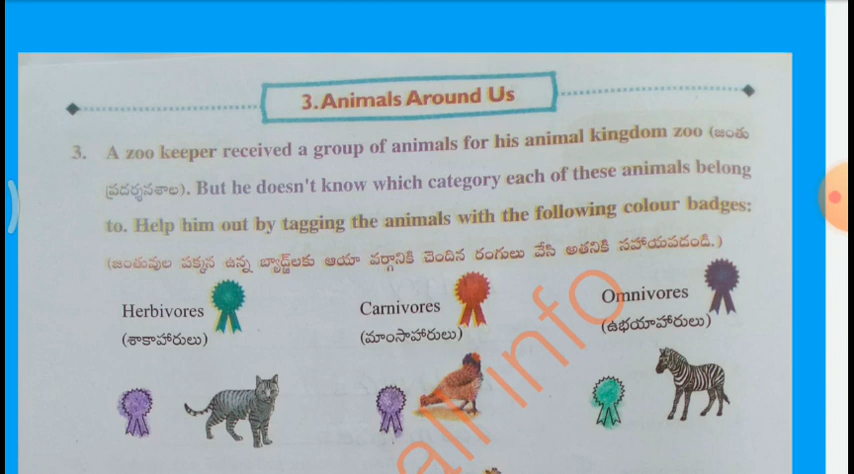 3.Animals Around Us
3. A zoo keeper received a group of animals for his animal kingdom zoo (జంతు
ప్రదర్శనశాల). But he doesn't know which category each of these animals belong
to. Help him out by tagging the animals with the following colour badges:
(జంతువుల పక్కన ఉన్న బ్యాడ్జ్‌లకు ఆయా వర్గానికి చెందిన రంగులు వేసి అతనికి సహాయపడండి.)
Herbivores Carnivores Omnivores
(శాకాహారులు) (మాంసాహారులు) (ఉభయాహారులు)
info